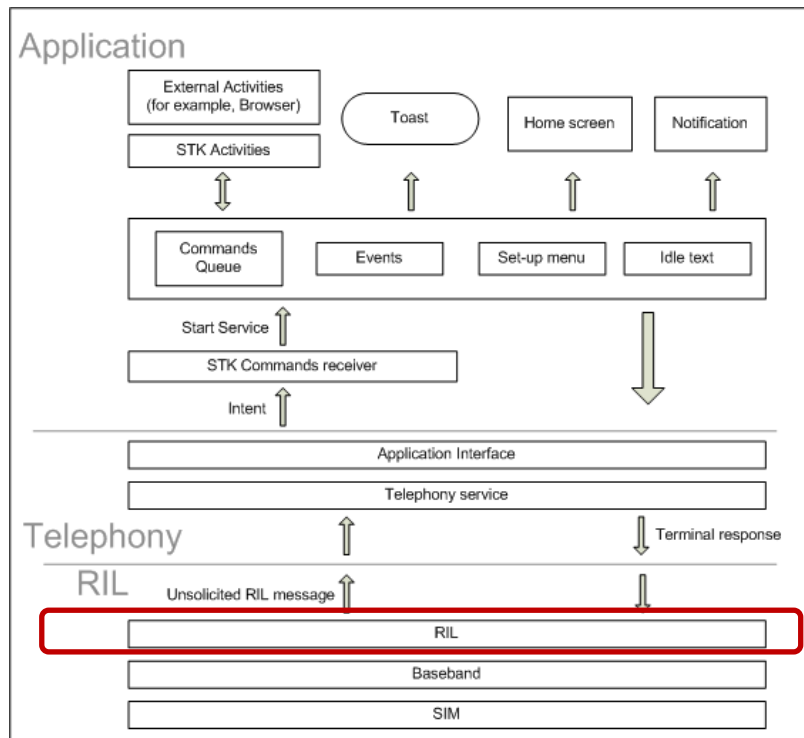 Application
External Activities
(for example, Browser)
STK Activities
Toast
Home screen
Notification
Commands
Queue
Events
Set-up menu
Idle text
Start Service
STK Commands receiver
Intent
Application Interface
Telephony service
Telephony
Terminal response
RIL
Unsolicited RIL message
RIL
Baseband
SIM